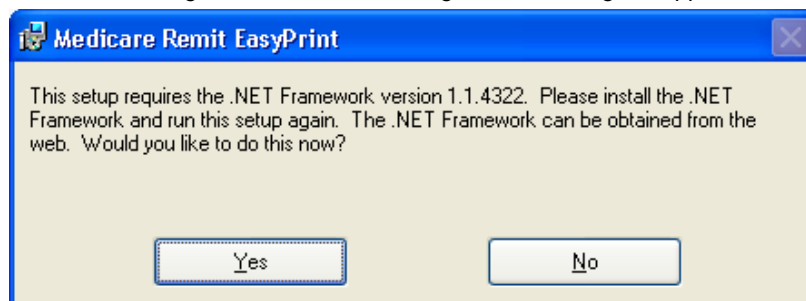 Medicare Remit EasyPrint
This setup requires the .NET Framework version 1.1.4322.  Please install the .NET
Framework and run this setup again.  The .NET Framework can be obtained from the
web.  Would you like to do this now?
Yes
No